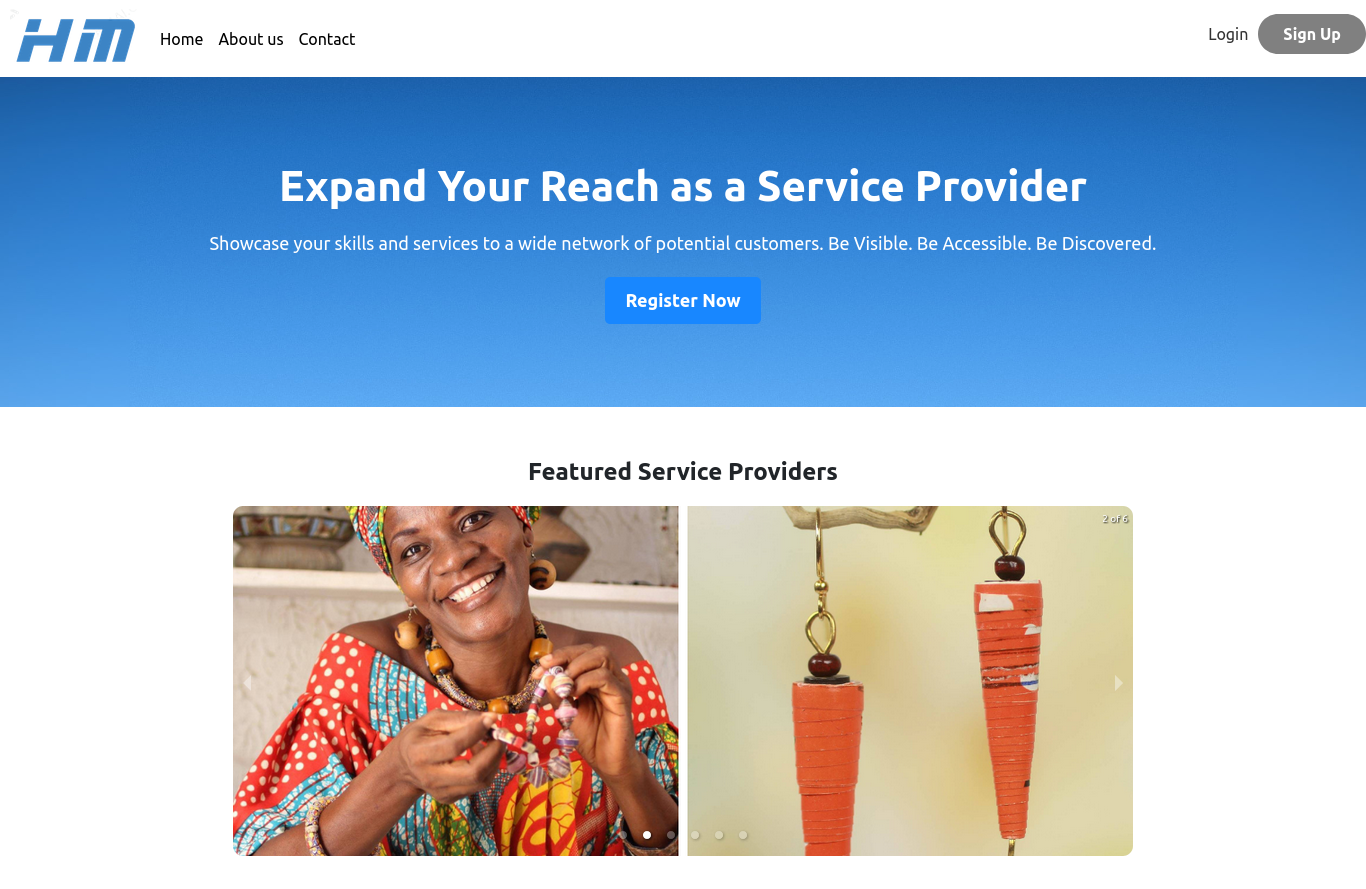 HM
Home About us Contact
Login Sign Up
Expand Your Reach as a Service Provider
Showcase your skills and services to a wide network of potential customers. Be Visible. Be Accessible. Be Discovered.
Register Now
Featured Service Providers
2 of 6